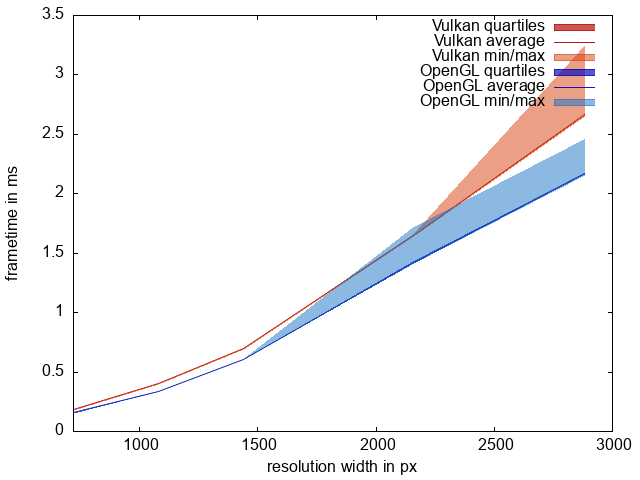 3.5
3
2.5
2
1.5
1
0.5
0
frametime in ms
Vulkan quartiles
Vulkan average
Vulkan min/max
OpenGL quartiles
OpenGL average
OpenGL min/max
1000 1500 2000 2500 3000
resolution width in px